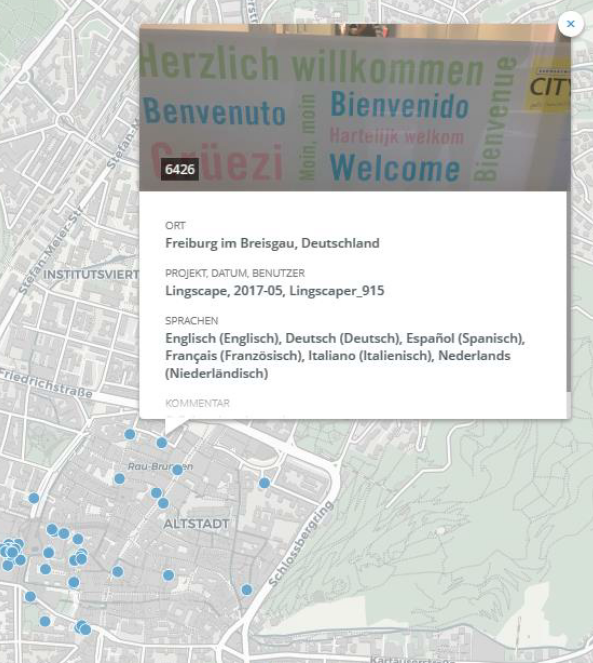 Herzlich willkommen
Benvenuto
Moin, moin
Bienvenido
Bienvenue
Hartelijk welkom
Grüezi
Welcome
CITY
6426
ORT
Freiburg im Breisgau, Deutschland
PROJEKT, DATUM, BENUTZER
Lingscape, 2017-05, Lingscaper_915
SPRACHEN
Englisch (Englisch), Deutsch (Deutsch), Español (Spanisch),
Français (Französisch), Italiano (Italienisch), Nederlands
(Niederländisch)
KOMMENTAR
Stefan-Meier-Str
INSTITUTSVIERT
Friedrichstraße
Rau-Brunnen
ALTSTADT
Schlossbergring
Kartäuserstraße